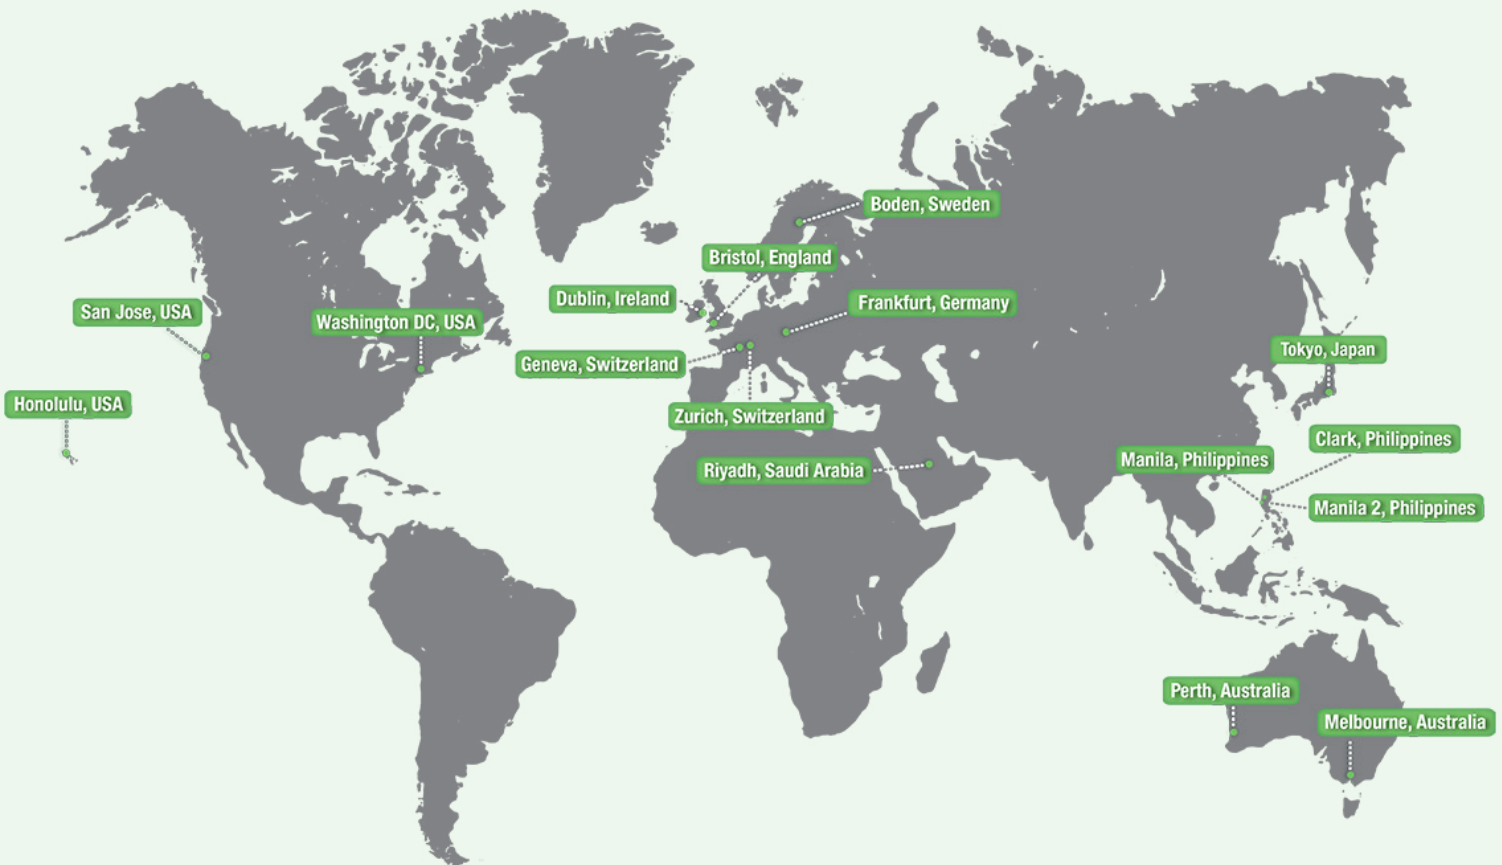 Boden, Sweden
Bristol, England
Dublin, Ireland
Frankfurt, Germany
San Jose, USA
Washington DC, USA
Tokyo, Japan
Geneva, Switzerland
Honolulu, USA
Zurich, Switzerland
Clark, Philippines
Manila, Philippines
Riyadh, Saudi Arabia
Manila 2, Philippines
Perth, Australia
Melbourne, Australia